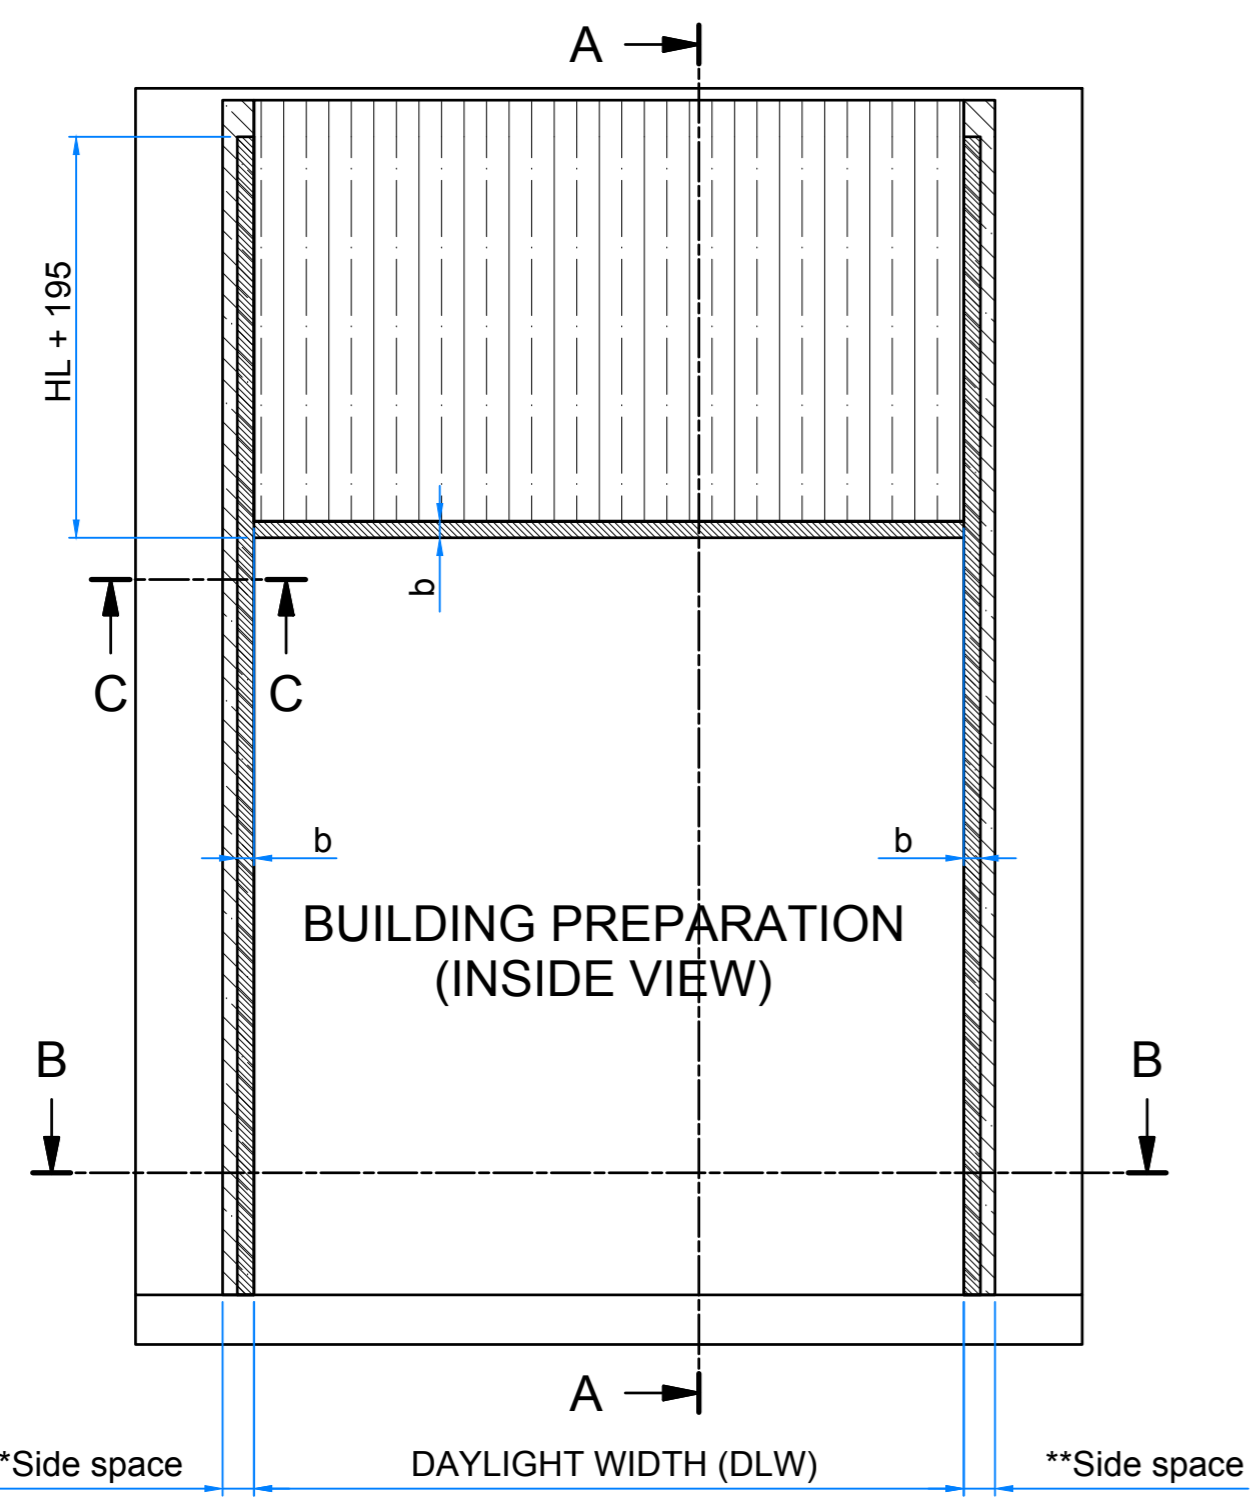 A
HL + 195
b
C C
b b
BUILDING PREPARATION
(INSIDE VIEW)
B B
A
*Side space DAYLIGHT WIDTH (DLW) **Side space